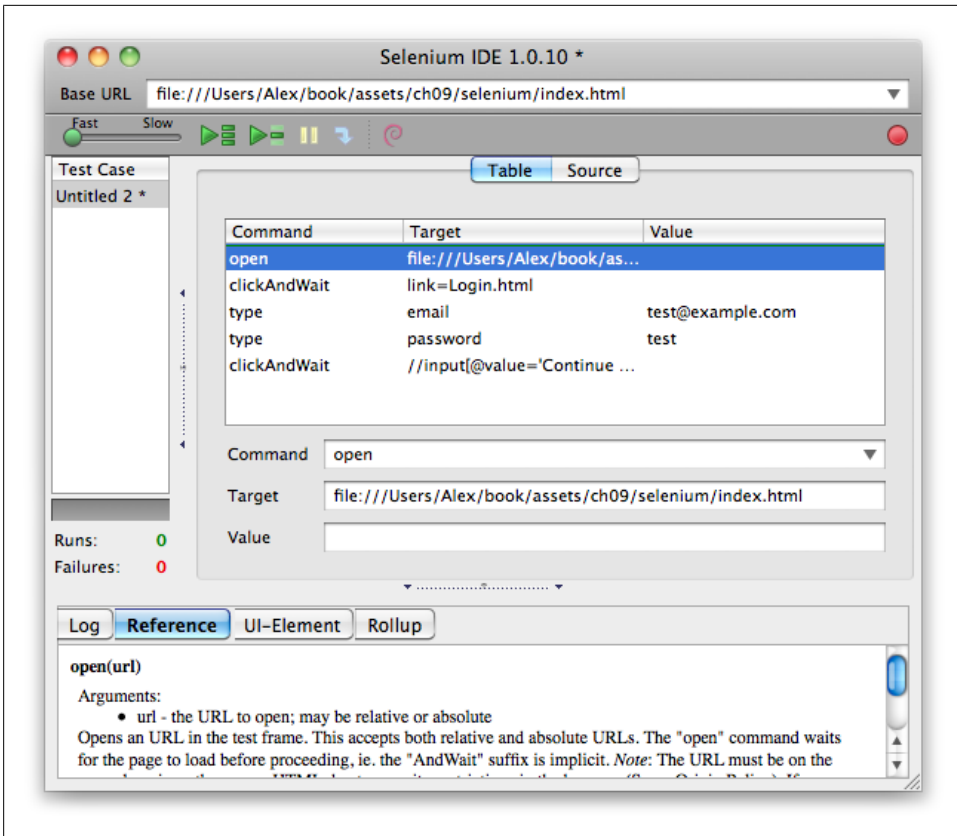 Selenium IDE 1.0.10 *
Base URL file:///Users/Alex/book/assets/ch09/selenium/index.html
Fast Slow
Test Case
Untitled 2 *
Table Source
Command Target Value
open file:///Users/Alex/book/as...
clickAndWait link=Login.html
type email test@example.com
type password test
clickAndWait //input[@value='Continue ...
Command open
Target file:///Users/Alex/book/assets/ch09/selenium/index.html
Value
Runs: 0
Failures: 0
Log Reference UI-Element Rollup
open(url)
Arguments:
• url - the URL to open; may be relative or absolute
Opens an URL in the test frame. This accepts both relative and absolute URLs. The "open" command waits
for the page to load before proceeding, ie. the "AndWait" suffix is implicit. Note: The URL must be on the